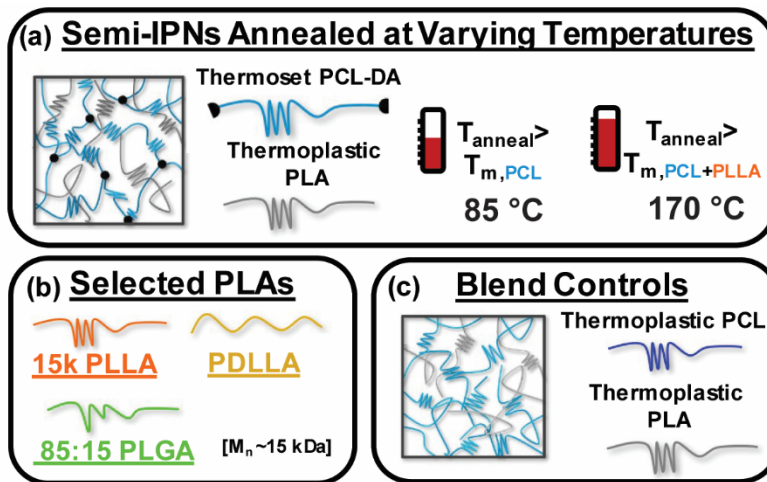 (a) Semi-IPNs Annealed at Varying Temperatures
Thermoset PCL-DA
Thermoplastic
PLA
Tanneal>
Tm,PCL
85 °C
Tanneal>
Tm,PCL+PLLA
170 °C
(b) Selected PLAs
15k PLLA
PDLLA
85:15 PLGA
[Mn ~15 kDa]
(c) Blend Controls
Thermoplastic PCL
Thermoplastic
PLA